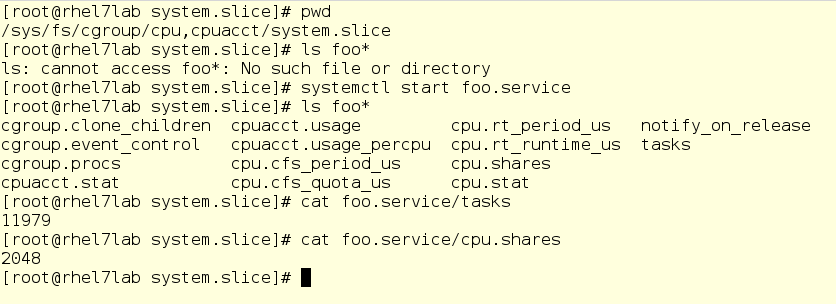 [root@rhel7lab system.slice]# pwd
/sys/fs/cgroup/cpu,cpuacct/system.slice
[root@rhel7lab system.slice]# ls foo*
ls: cannot access foo*: No such file or directory
[root@rhel7lab system.slice]# systemctl start foo.service
[root@rhel7lab system.slice]# ls foo*
cgroup.clone_children  cpuacct.usage         cpu.rt_period_us   notify_on_release
cgroup.event_control   cpuacct.usage_percpu  cpu.rt_runtime_us  tasks
cgroup.procs           cpu.cfs_period_us     cpu.shares
cpuacct.stat           cpu.cfs_quota_us      cpu.stat
[root@rhel7lab system.slice]# cat foo.service/tasks
11979
[root@rhel7lab system.slice]# cat foo.service/cpu.shares
2048
[root@rhel7lab system.slice]#